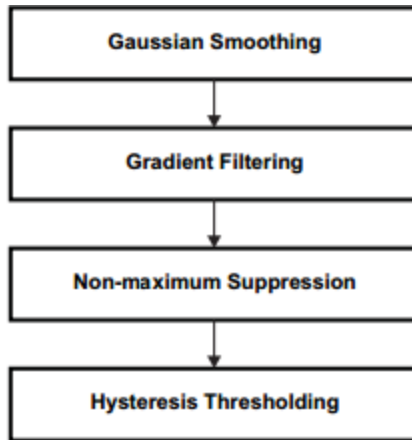 Gaussian Smoothing
Gradient Filtering
Non-maximum Suppression
Hysteresis Thresholding